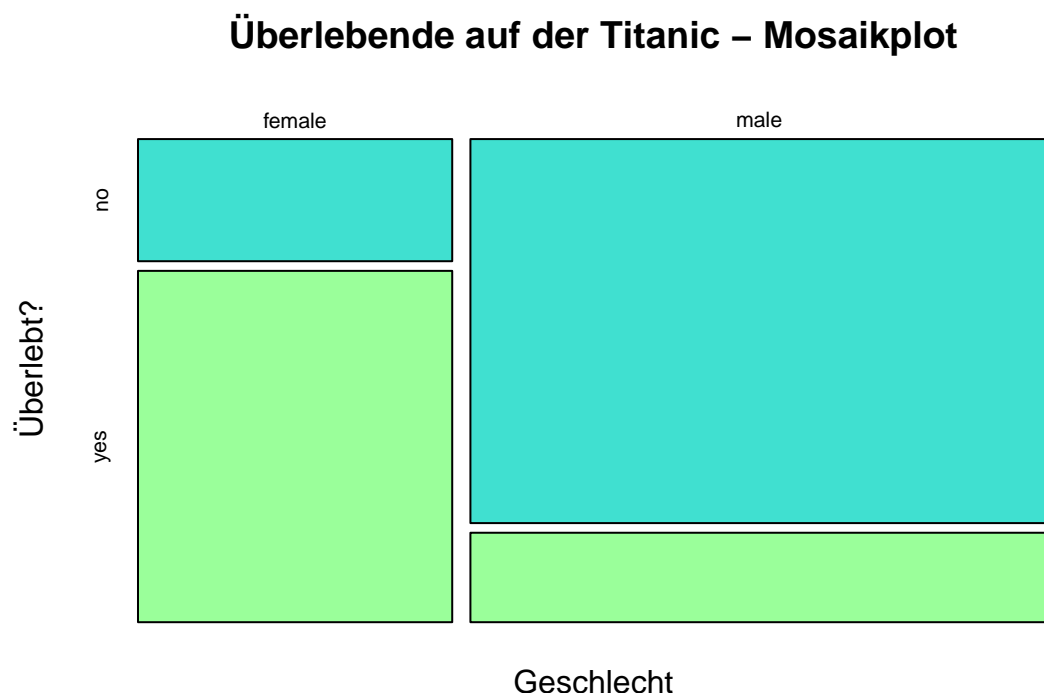 Überlebende auf der Titanic – Mosaikplot
female
male
no
yes
Überlebt?
Geschlecht